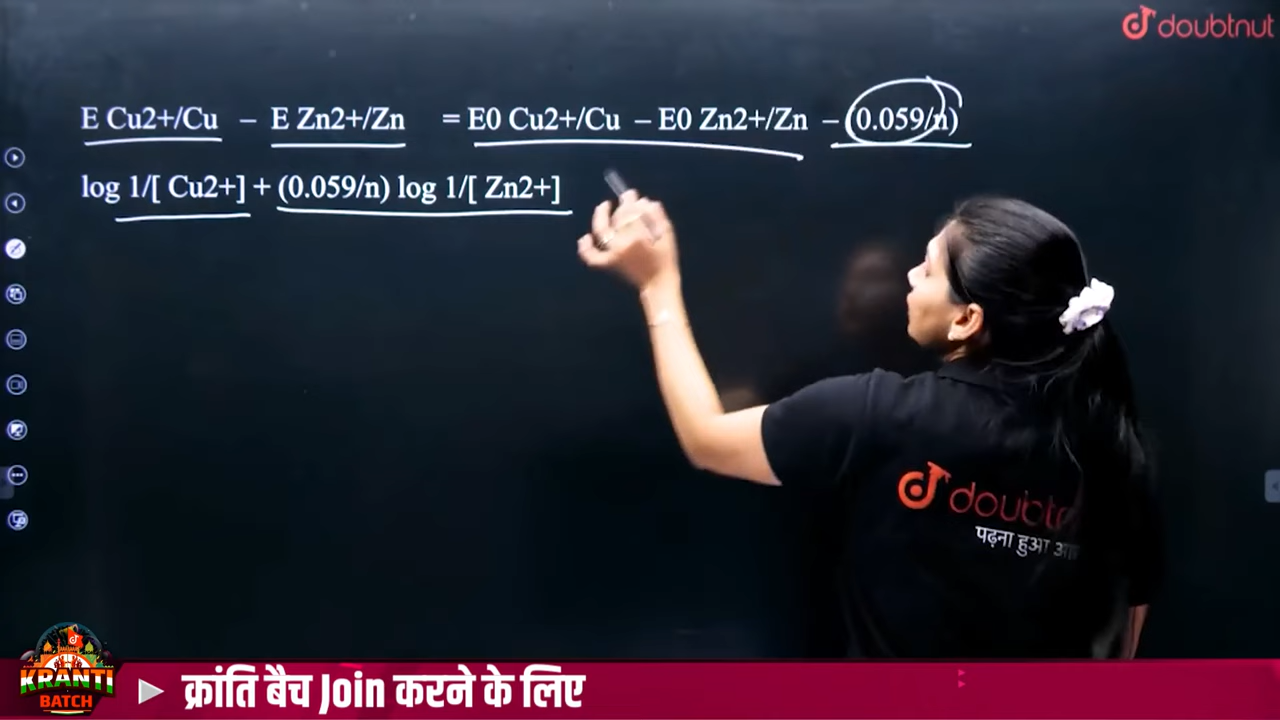 doubtnut
E Cu2+/Cu – E Zn2+/Zn = E0 Cu2+/Cu – E0 Zn2+/Zn – (0.059/n)
log 1/[ Cu2+] + (0.059/n) log 1/[ Zn2+]
पढ़ना हुआ
KRANTI
BATCH
क्रांति बैच Join करने के लिए